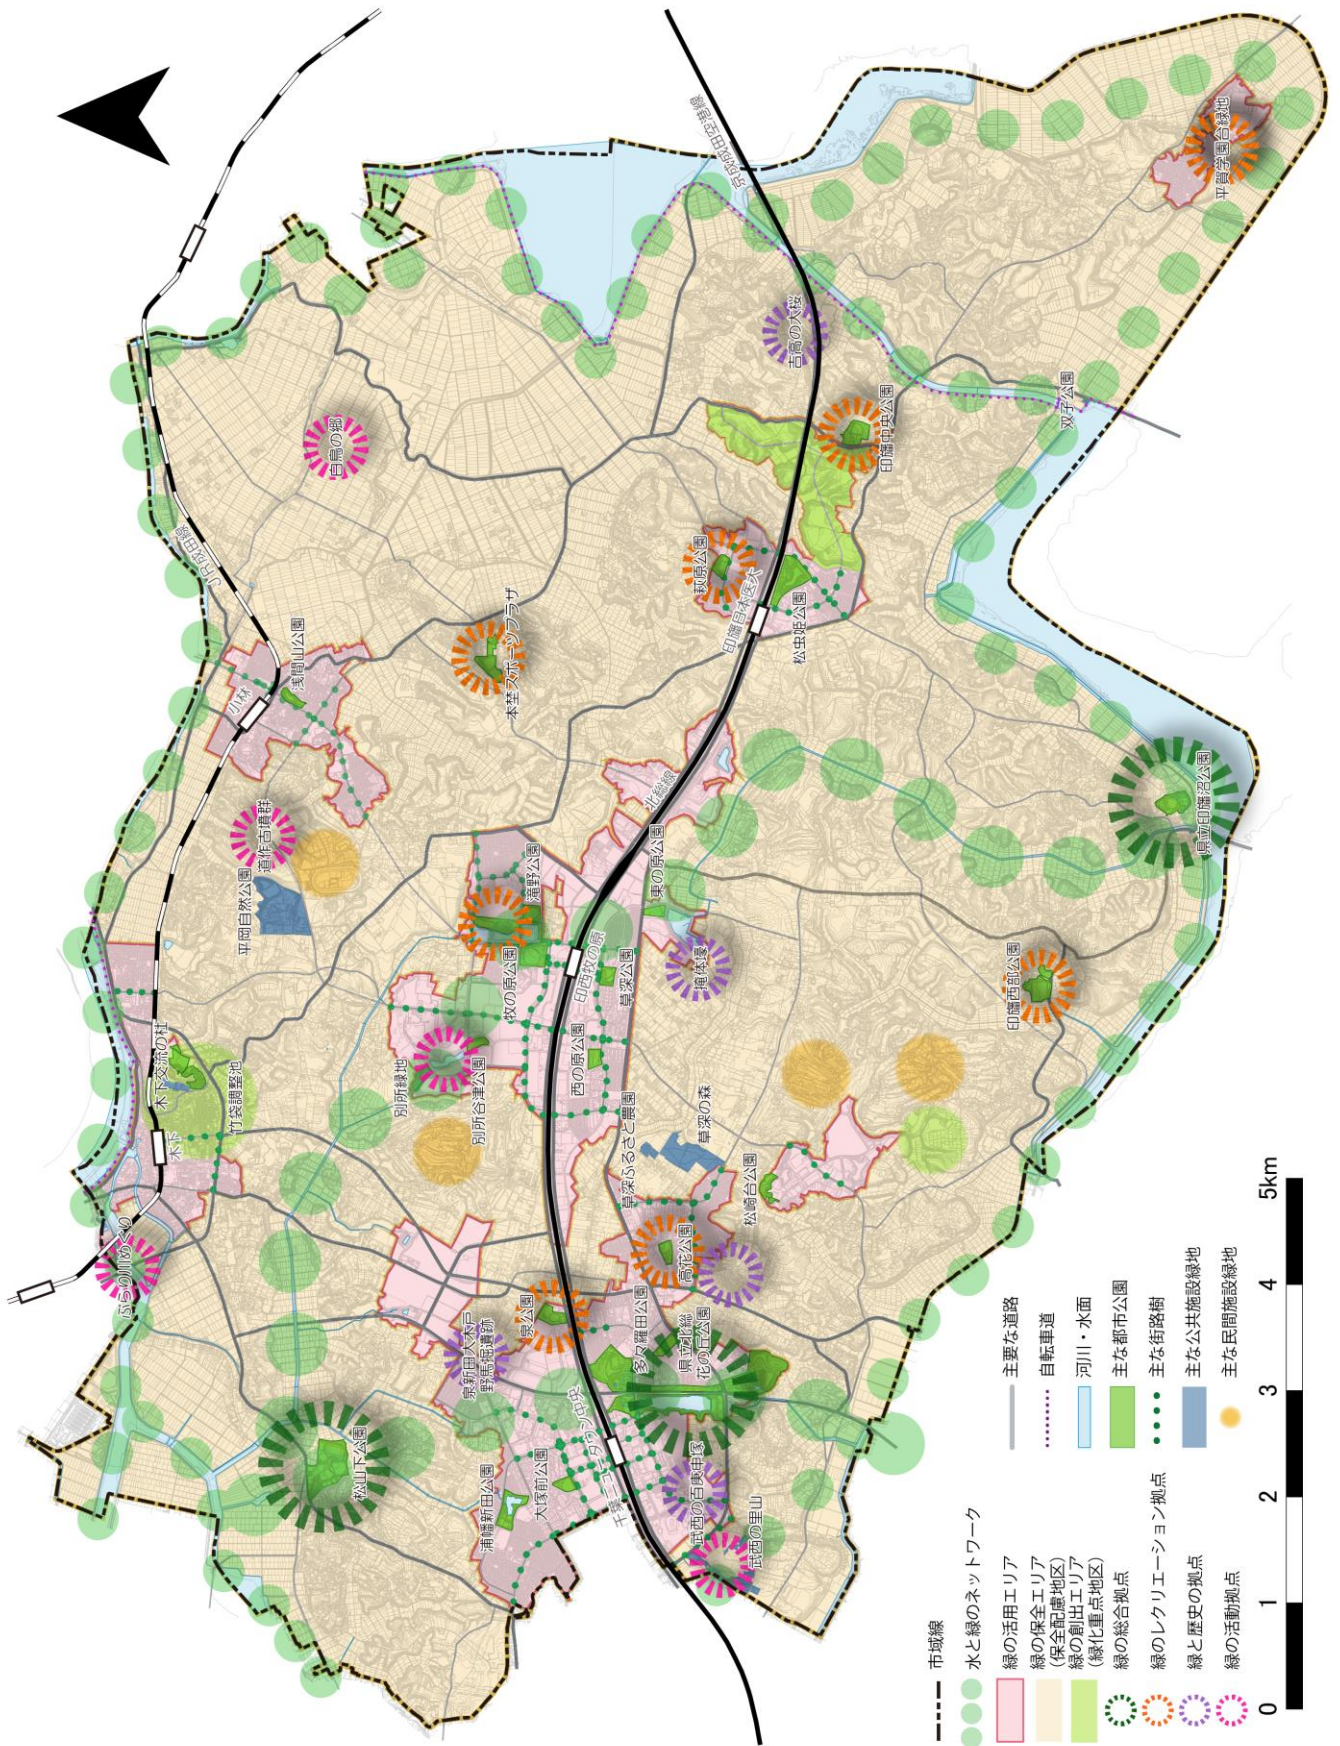 JR成田線
京成成田空港線
白鳥の郷
小林
浅間山公園
道作古墳群
平岡自然公園
木下交流の杜
木下
竹袋調整池
ぶらり川めぐり
本埜スポーツプラザ
吉高の大桜
印旛中央公園
双子公園
平賀学園台緑地
萩原公園
印旛日本医大
松虫姫公園
北総線
滝野公園
牧の原公園
東の原公園
印西牧の原
草深公園
掩体壕
別所緑地
別所谷津公園
西の原公園
草深ふるさと農園
草深の森
松崎台公園
印旛西部公園
県立印旛沼公園
高花公園
泉公園
泉新田大木戸
野馬堀遺跡
多々羅田公園
県立北総
花の丘公園
松山下公園
浦幡新田公園
大塚前公園
千葉ニュータウン中央
武西の百庚申塚
武西の里山
市域線
水と緑のネットワーク
緑の活用エリア
緑の保全エリア
(保全配慮地区)
緑の創出エリア
(緑化重点地区)
緑の総合拠点
緑のレクリエーション拠点
緑と歴史の拠点
緑の活動拠点
主要な道路
自転車道
河川・水面
主な都市公園
主な街路樹
主な公共施設緑地
主な民間施設緑地
0
1
2
3
4
5km